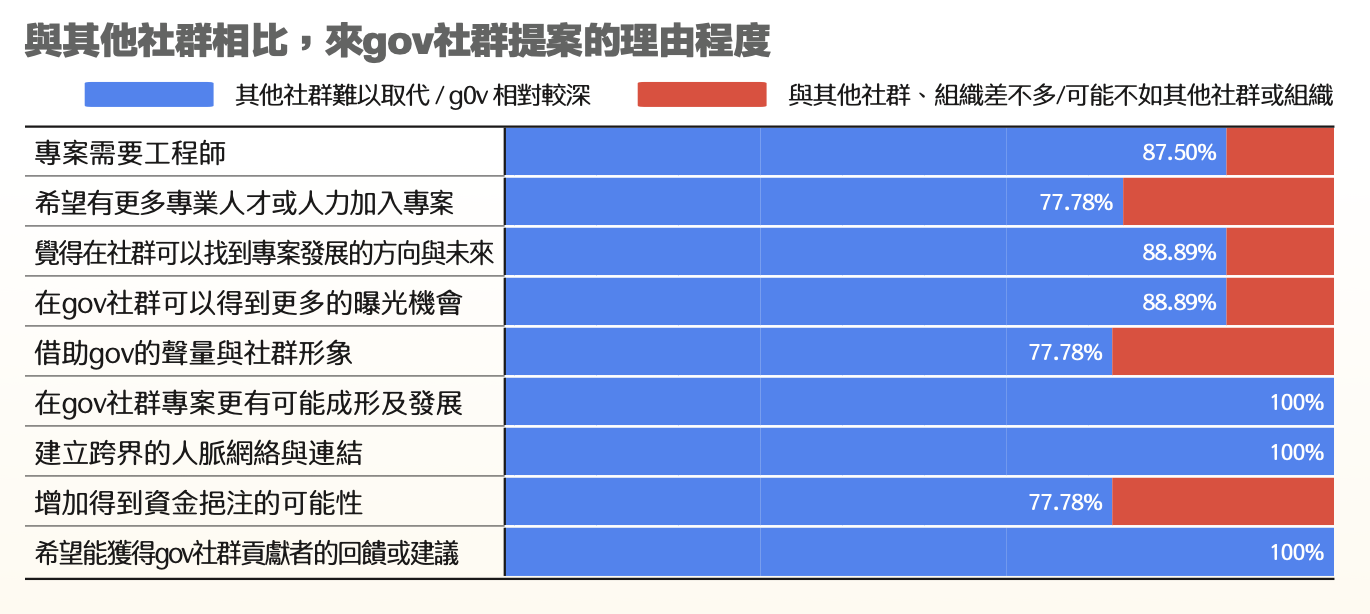 與其他社群相比，來gov社群提案的理由程度
其他社群難以取代 / g0v 相對較深
與其他社群、組織差不多/可能不如其他社群或組織
專案需要工程師
87.50%
希望有更多專業人才或人力加入專案
77.78%
覺得在社群可以找到專案發展的方向與未來
88.89%
在gov社群可以得到更多的曝光機會
88.89%
借助gov的聲量與社群形象
77.78%
在gov社群專案更有可能成形及發展
100%
建立跨界的人脈網絡與連結
100%
增加得到資金挹注的可能性
77.78%
希望能獲得gov社群貢獻者的回饋或建議
100%